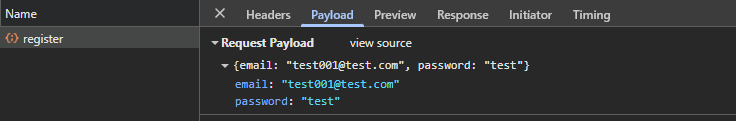 Name
Headers Payload Preview Response Initiator Timing
register
Request Payload view source
{email: "test001@test.com", password: "test"}
email: "test001@test.com"
password: "test"